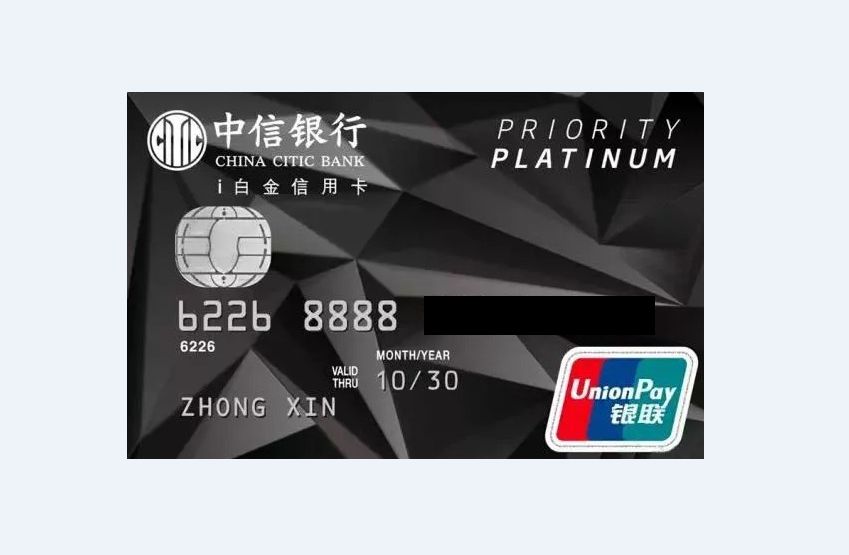 CITIC
中信银行
CHINA CITIC BANK
i白金信用卡
PRIORITY
PLATINUM
6226 8888
6226
MONTH/YEAR
VALID THRU 10/30
ZHONG XIN
UnionPay
银联